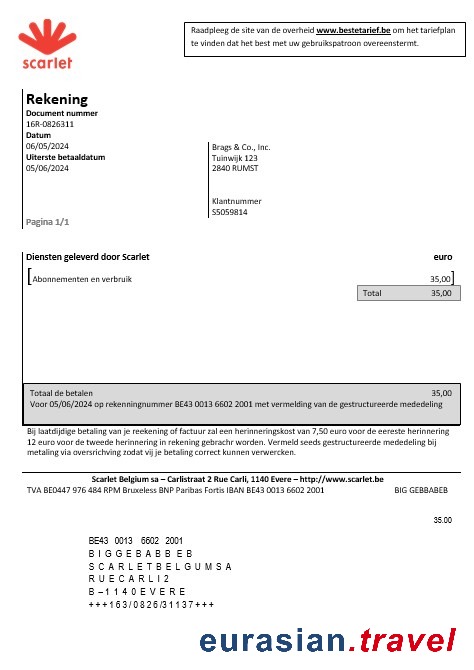 Raadpleeg de site van de overheid www.bestetarief.be om het tariefplan
te vinden dat het best met uw gebruikspatroon overeenstermt.
scarlet
Rekening
Document nummer
16R-0826311
Datum
06/05/2024
Uiterste betaaldatum
05/06/2024
Brags & Co., Inc.
Tuinwijk 123
2840 RUMST
Klantnummer
S5059814
Pagina 1/1
Diensten geleverd door Scarlet euro
Abonnementen en verbruik 35,00
Total 35,00
Totaal de betalen 35,00
Voor 05/06/2024 op rekenningnummer BE43 0013 6602 2001 met vermelding van de gestructureerde mededeling
Bij laatdijdige betaling van je reekening of factuur zal een herinneringskost van 7,50 euro voor de eereste herinnering
12 euro voor de tweede herinnering in rekening gebrachr worden. Vermeld seeds gestructureerde mededeling bij
metaling via oversrichving zodat vij je betaling correct kunnen verwercken.
Scarlet Belgium sa – Carlistraat 2 Rue Carli, 1140 Evere – http://www.scarlet.be
TVA BE0447 976 484 RPM Bruxeless BNP Paribas Fortis IBAN BE43 0013 6602 2001 BIG GEBBABEB
35.00
BE43 0013 6602 2001
B I G G E B A B B E B
S C A R L E T B E L G U M S A
R U E C A R L I 2
B – 1 1 4 0 E V E R E
+ + + 1 6 3 / 0 8 2 6 / 3 1 1 3 7 + + +
eurasian.travel